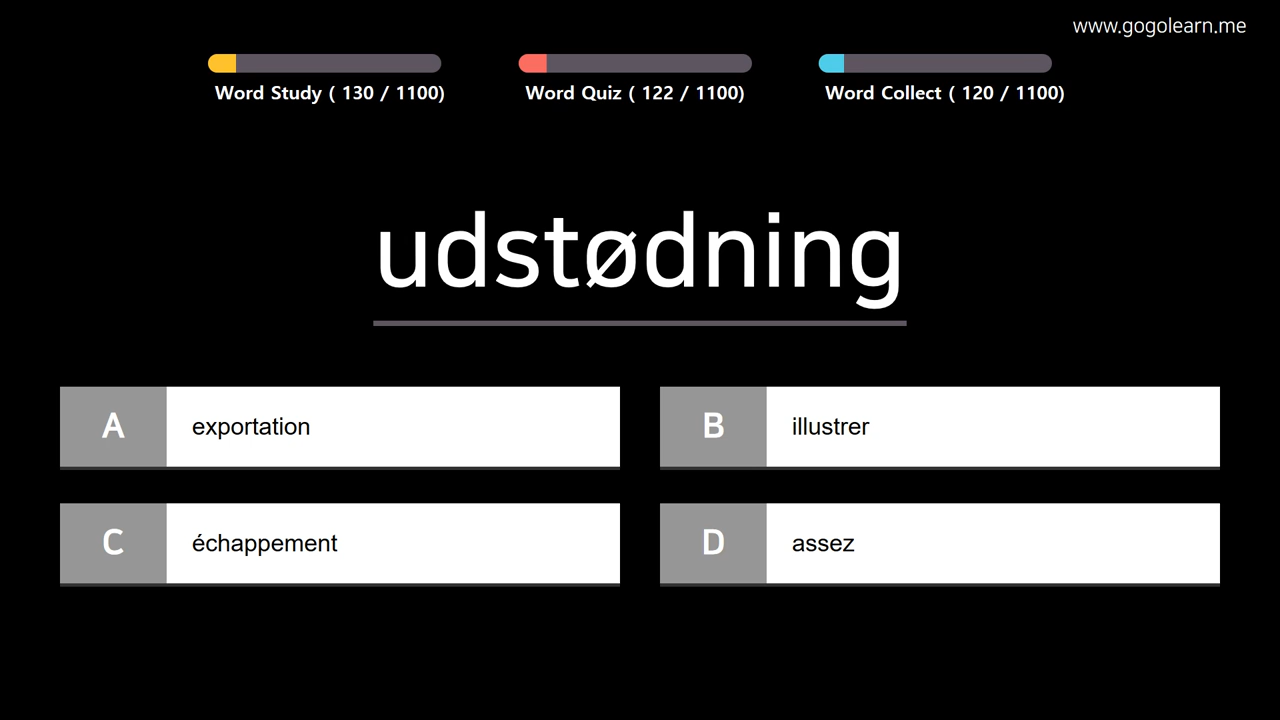 www.gogolearn.me
Word Study ( 130 / 1100)
Word Quiz ( 122 / 1100)
Word Collect ( 120 / 1100)
udstødning
A exportation
B illustrer
C échappement
D assez